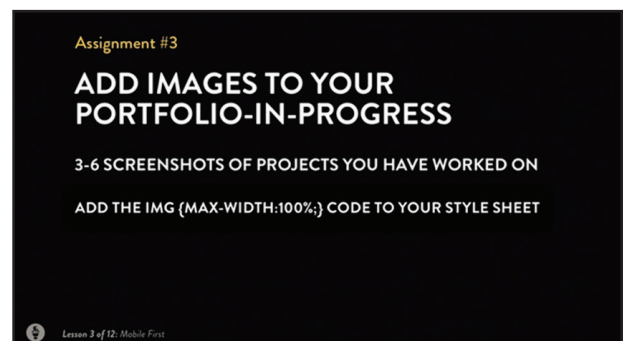 Assignment #3
ADD IMAGES TO YOUR
PORTFOLIO-IN-PROGRESS
3-6 SCREENSHOTS OF PROJECTS YOU HAVE WORKED ON
ADD THE IMG {MAX-WIDTH:100%;} CODE TO YOUR STYLE SHEET
Lesson 3 of 12: Mobile First